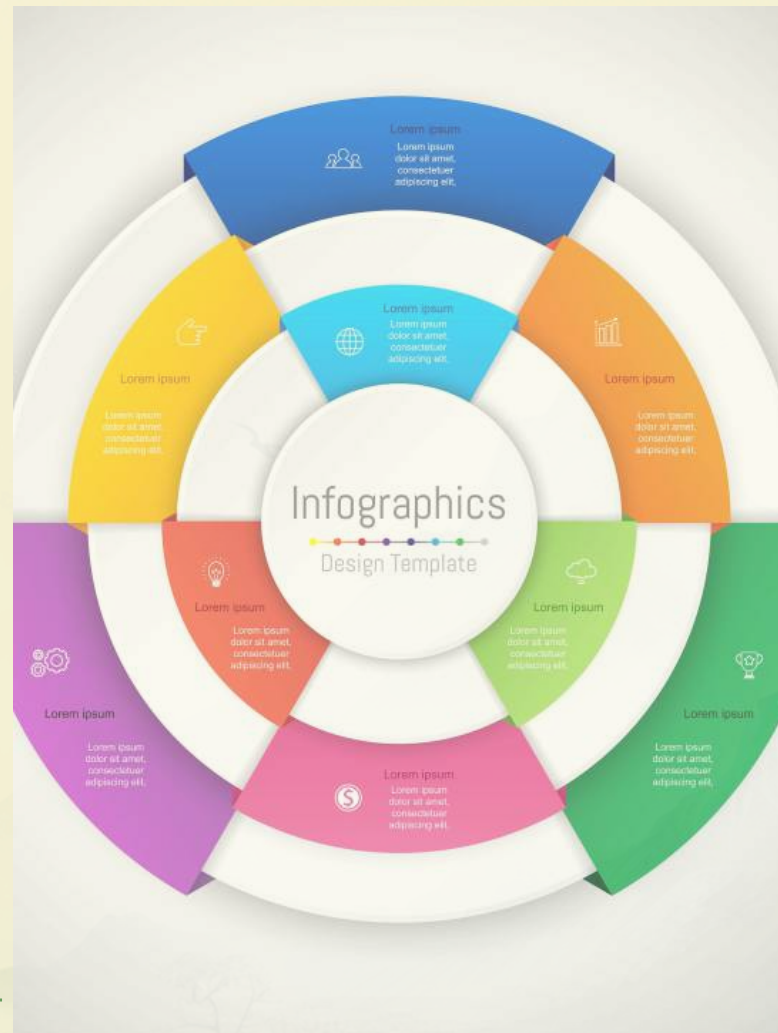 Lorem ipsum
Lorem ipsum
dolor sit amet,
consectetuer
adipiscing elit,
Lorem ipsum
Lorem ipsum
dolor sit amet,
consectetuer
adipiscing elit,
Lorem ipsum
Lorem ipsum
dolor sit amet,
consectetuer
adipiscing elit,
Lorem ipsum
Lorem ipsum
dolor sit amet,
consectetuer
adipiscing elit,
Infographics
Design Template
Lorem ipsum
Lorem ipsum
dolor sit amet,
consectetuer
adipiscing elit,
Lorem ipsum
Lorem ipsum
dolor sit amet,
consectetuer
adipiscing elit,
Lorem ipsum
Lorem ipsum
dolor sit amet,
consectetuer
adipiscing elit,
Lorem ipsum
Lorem ipsum
dolor sit amet,
consectetuer
adipiscing elit,
S
Lorem ipsum
Lorem ipsum
dolor sit amet,
consectetuer
adipiscing elit,